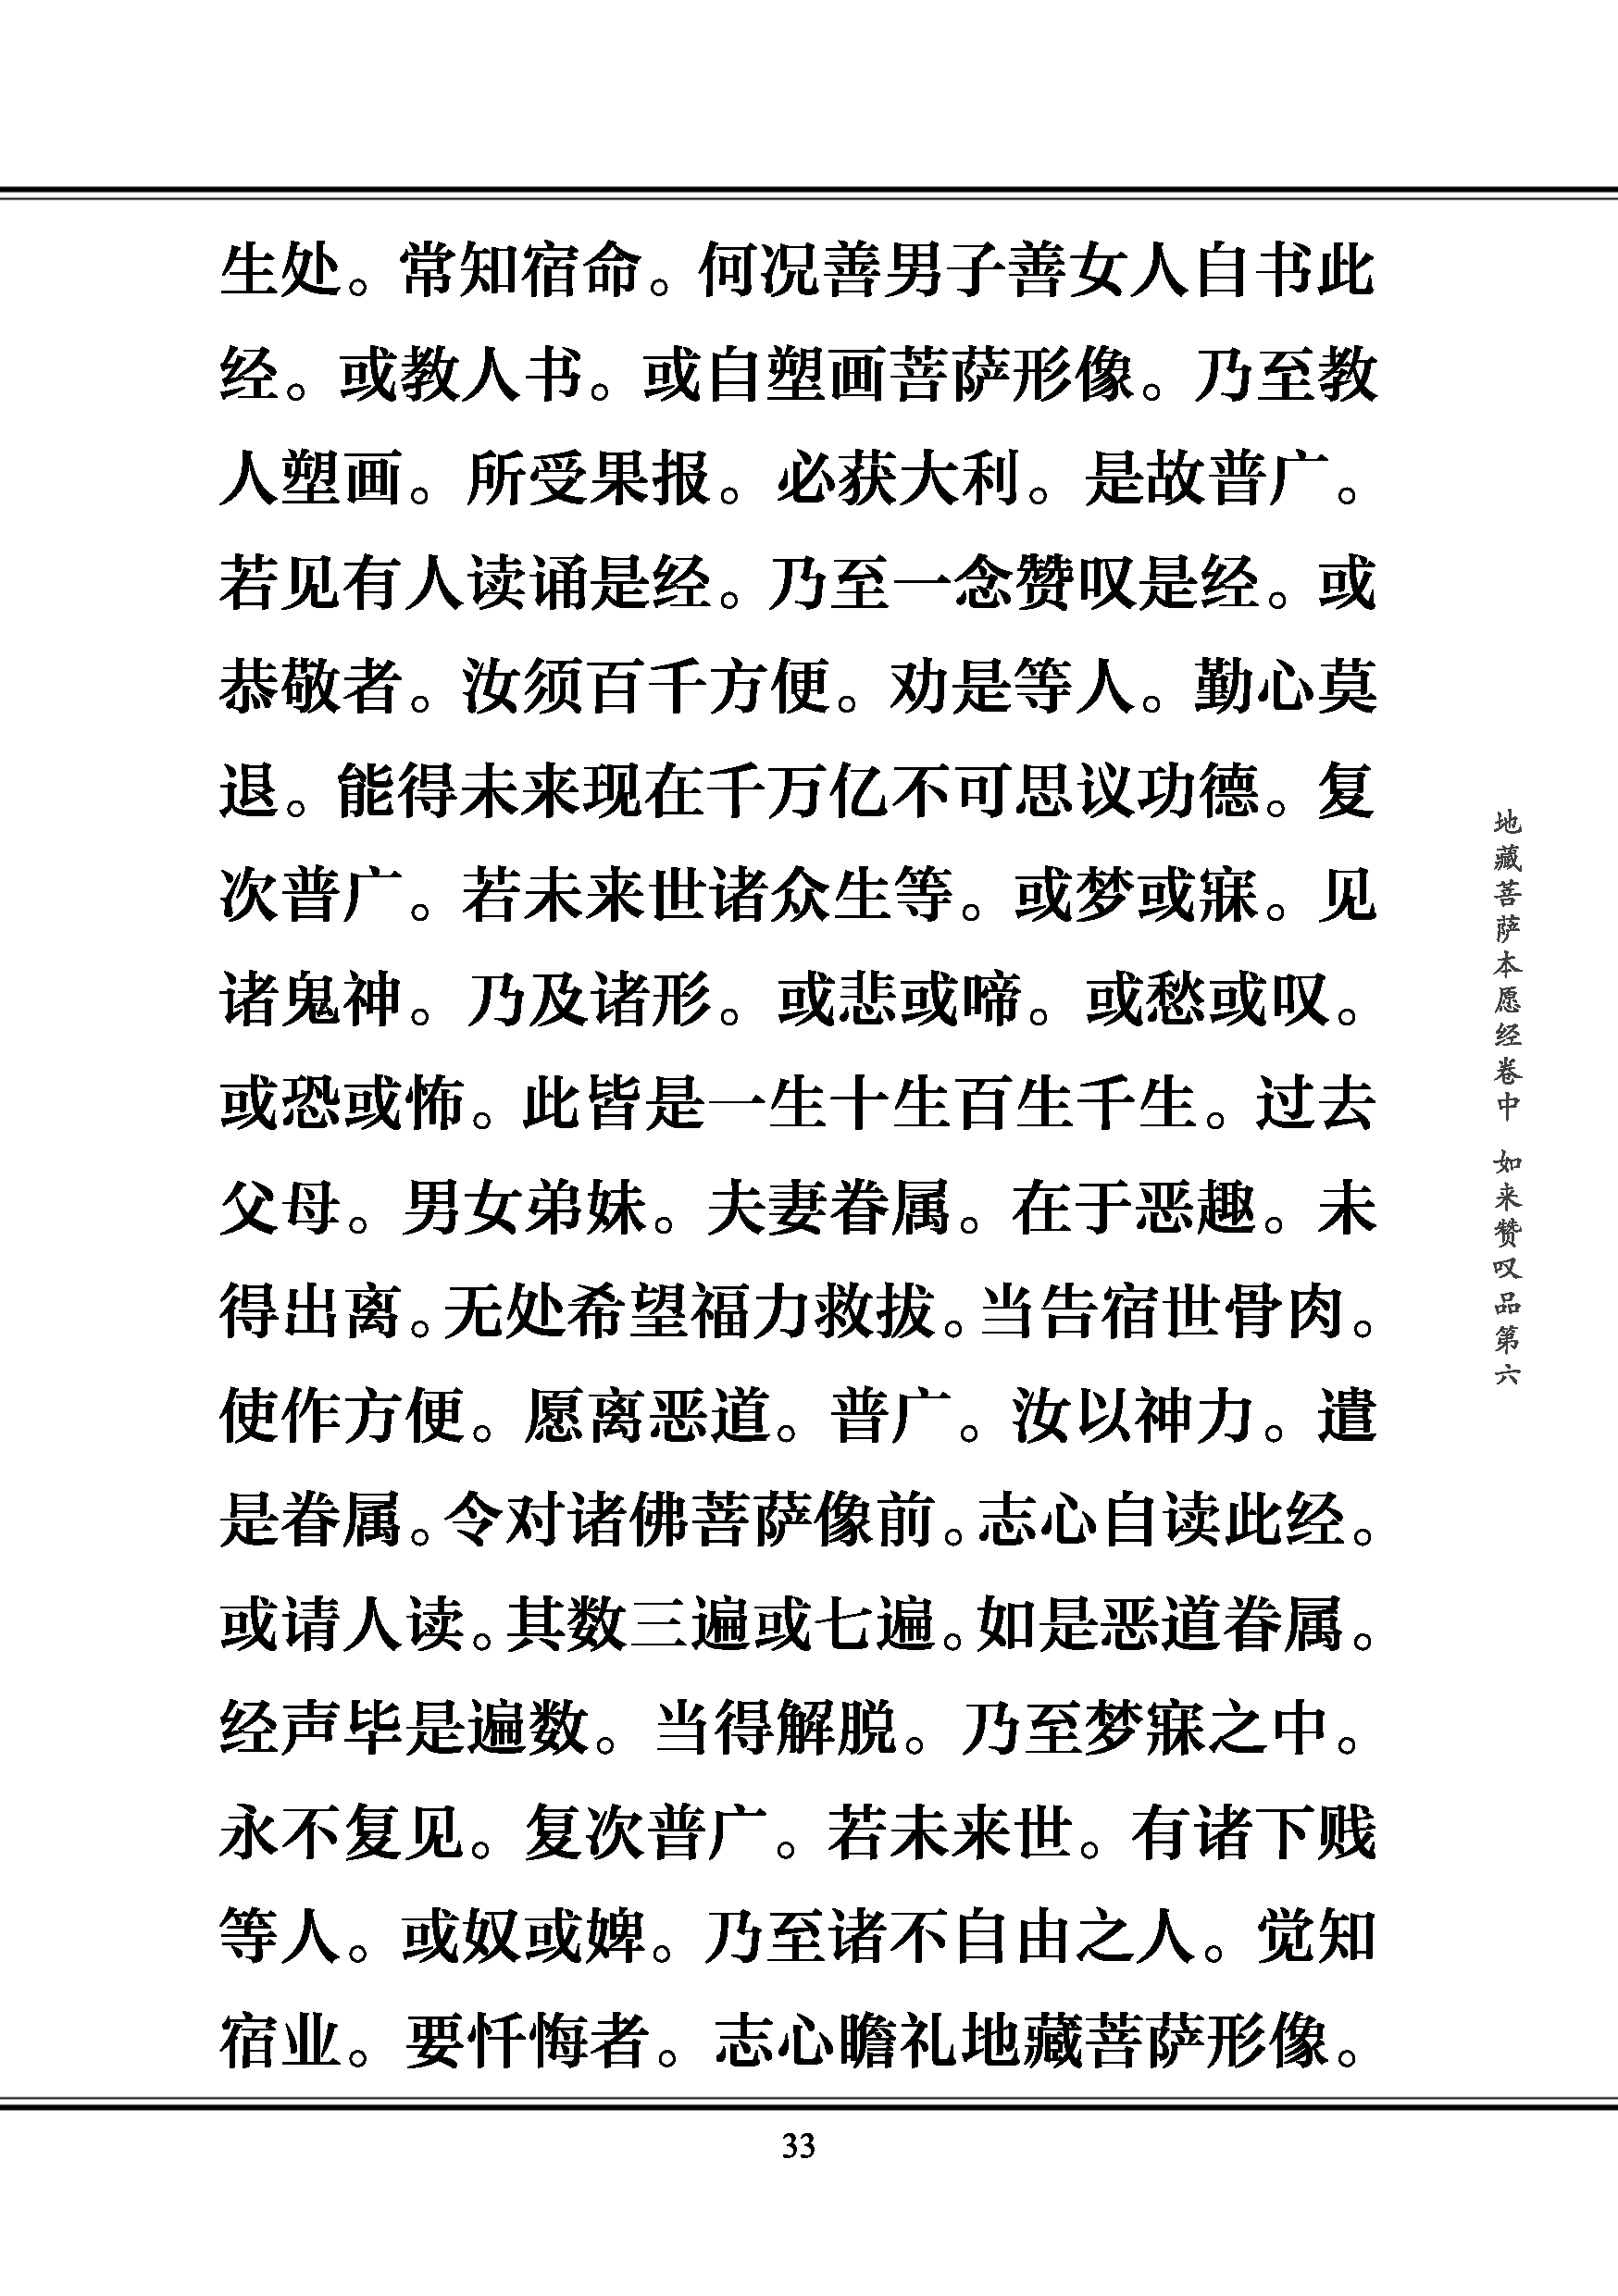 生处。常知宿命。何况善男子善女人自书此
经。或教人书。或自塑画菩萨形像。乃至教
人塑画。所受果报。必获大利。是故普广。
若见有人读诵是经。乃至一念赞叹是经。或
恭敬者。汝须百千方便。劝是等人。勤心莫
退。能得未来现在千万亿不可思议功德。复
次普广。若未来世诸众生等。或梦或寐。见
诸鬼神。乃及诸形。或悲或啼。或愁或叹。
或恐或怖。此皆是一生十生百生千生。过去
父母。男女弟妹。夫妻眷属。在于恶趣。未
得出离。无处希望福力救拔。当告宿世骨肉。
使作方便。愿离恶道。普广。汝以神力。遣
是眷属。令对诸佛菩萨像前。志心自读此经。
或请人读。其数三遍或七遍。如是恶道眷属。
经声毕是遍数。当得解脱。乃至梦寐之中。
永不复见。复次普广。若未来世。有诸下贱
等人。或奴或婢。乃至诸不自由之人。觉知
宿业。要忏悔者。志心瞻礼地藏菩萨形像。
地藏菩萨本愿经卷中 如来赞叹品第六
33